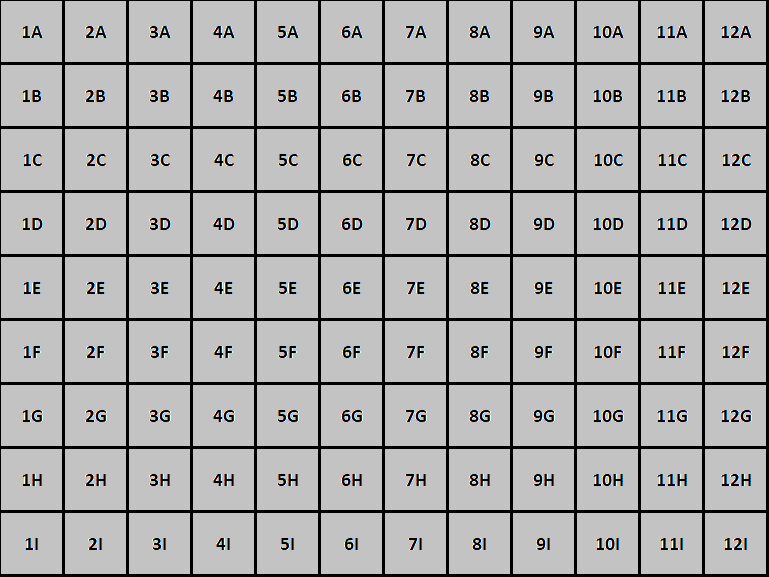 1A 2A 3A 4A 5A 6A 7A 8A 9A 10A 11A 12A
1B 2B 3B 4B 5B 6B 7B 8B 9B 10B 11B 12B
1C 2C 3C 4C 5C 6C 7C 8C 9C 10C 11C 12C
1D 2D 3D 4D 5D 6D 7D 8D 9D 10D 11D 12D
1E 2E 3E 4E 5E 6E 7E 8E 9E 10E 11E 12E
1F 2F 3F 4F 5F 6F 7F 8F 9F 10F 11F 12F
1G 2G 3G 4G 5G 6G 7G 8G 9G 10G 11G 12G
1H 2H 3H 4H 5H 6H 7H 8H 9H 10H 11H 12H
1I 2I 3I 4I 5I 6I 7I 8I 9I 10I 11I 12I